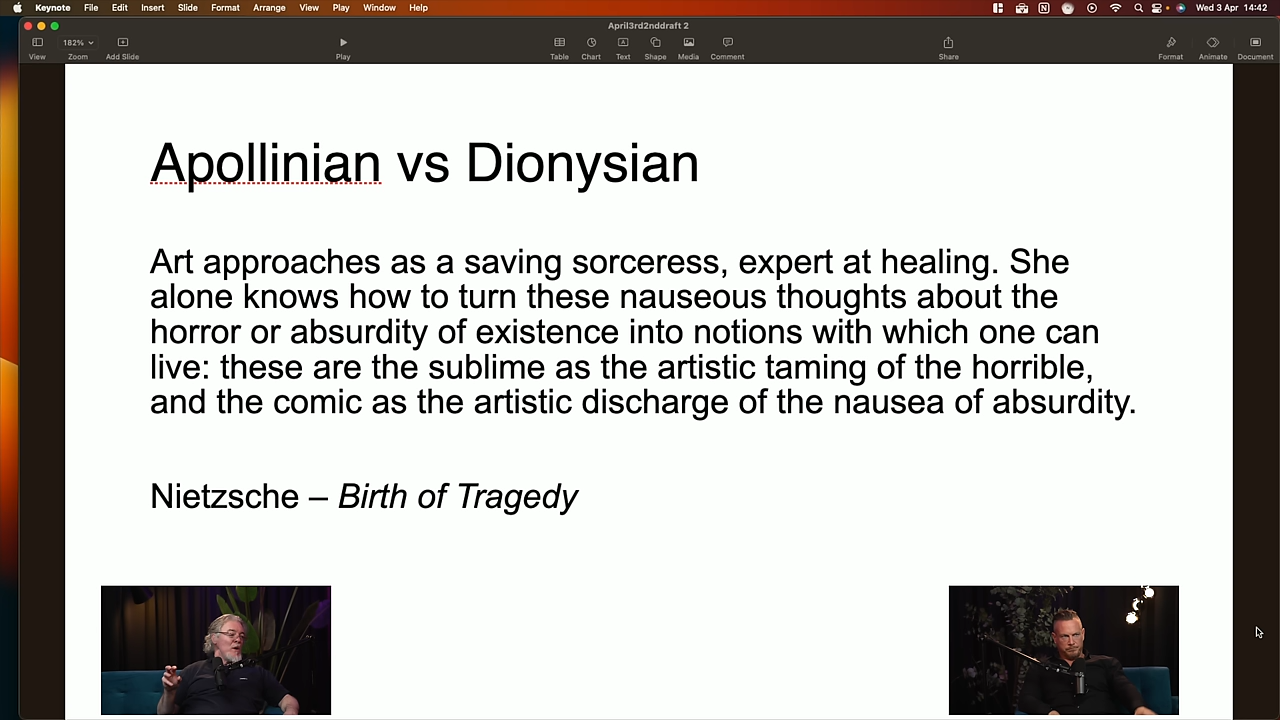 Keynote File Edit Insert Slide Format Arrange View Play Window Help Wed 3 Apr 14:42
April3rd2nddraft 2
182%
View Zoom Add Slide Play Table Chart Text Shape Media Comment Share Format Animate Document
Apollinian vs Dionysian
Art approaches as a saving sorceress, expert at healing. She
alone knows how to turn these nauseous thoughts about the
horror or absurdity of existence into notions with which one can
live: these are the sublime as the artistic taming of the horrible,
and the comic as the artistic discharge of the nausea of absurdity.
Nietzsche – Birth of Tragedy